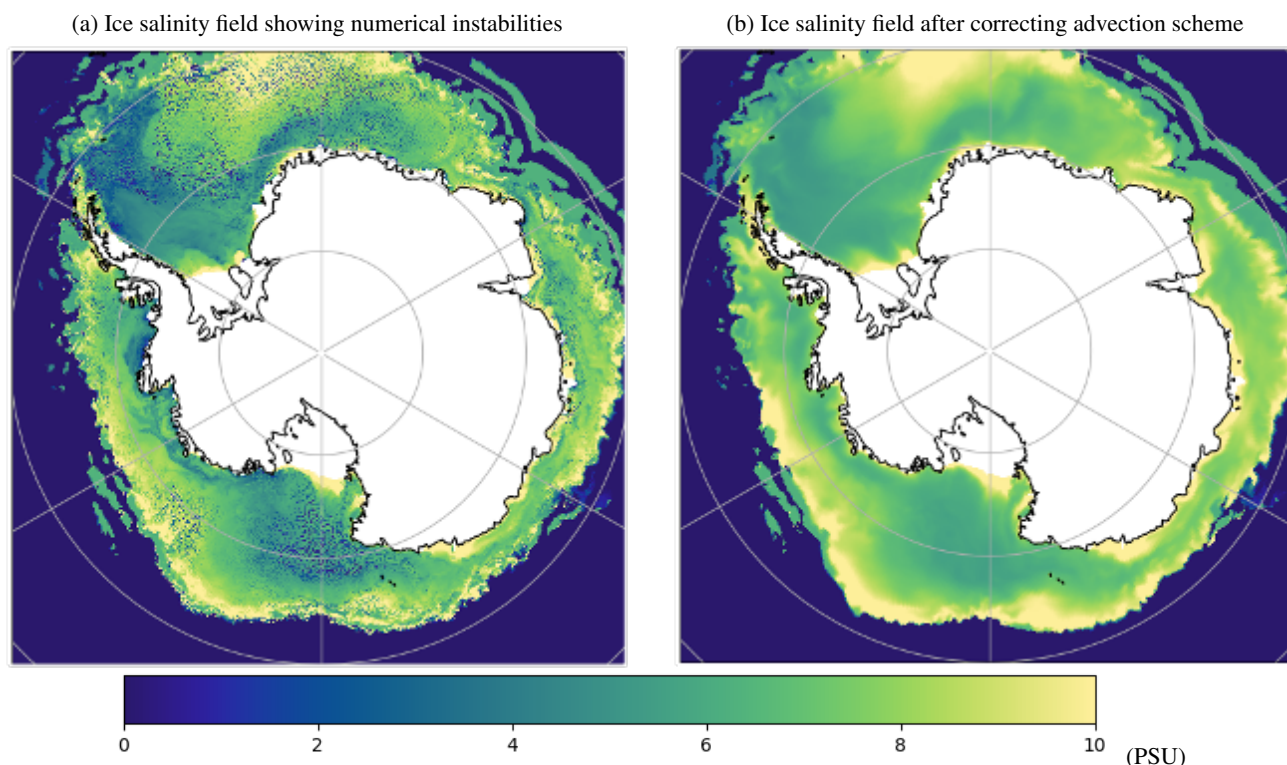 (a) Ice salinity field showing numerical instabilities
(b) Ice salinity field after correcting advection scheme
0 2 4 6 8 10
(PSU)